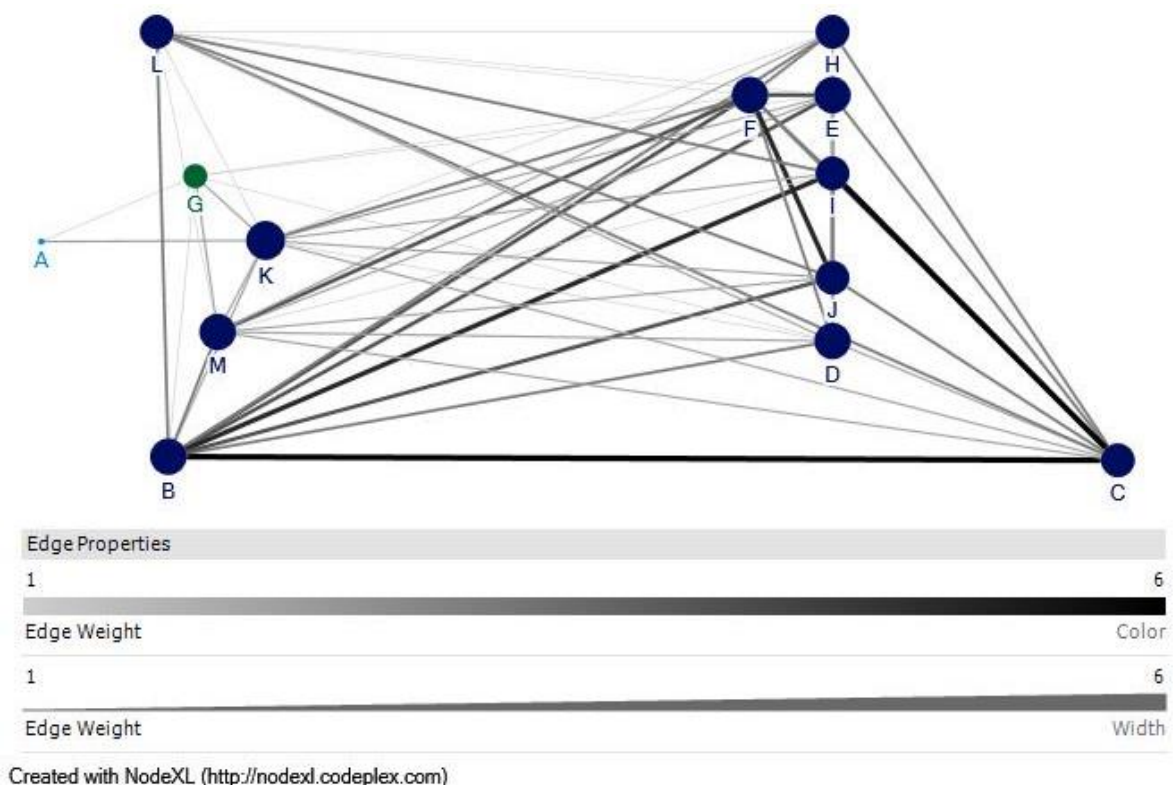 L
H
F
E
G
I
A
K
J
M
D
B
C
Edge Properties
1 6
Edge Weight Color
1 6
Edge Weight Width
Created with NodeXL (http://nodexl.codeplex.com)